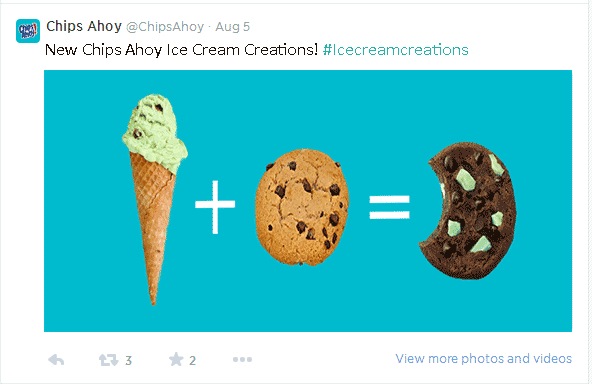 Chips Ahoy @ChipsAhoy · Aug 5
New Chips Ahoy Ice Cream Creations! #Icecreamcreations
+ =
3 2 View more photos and videos